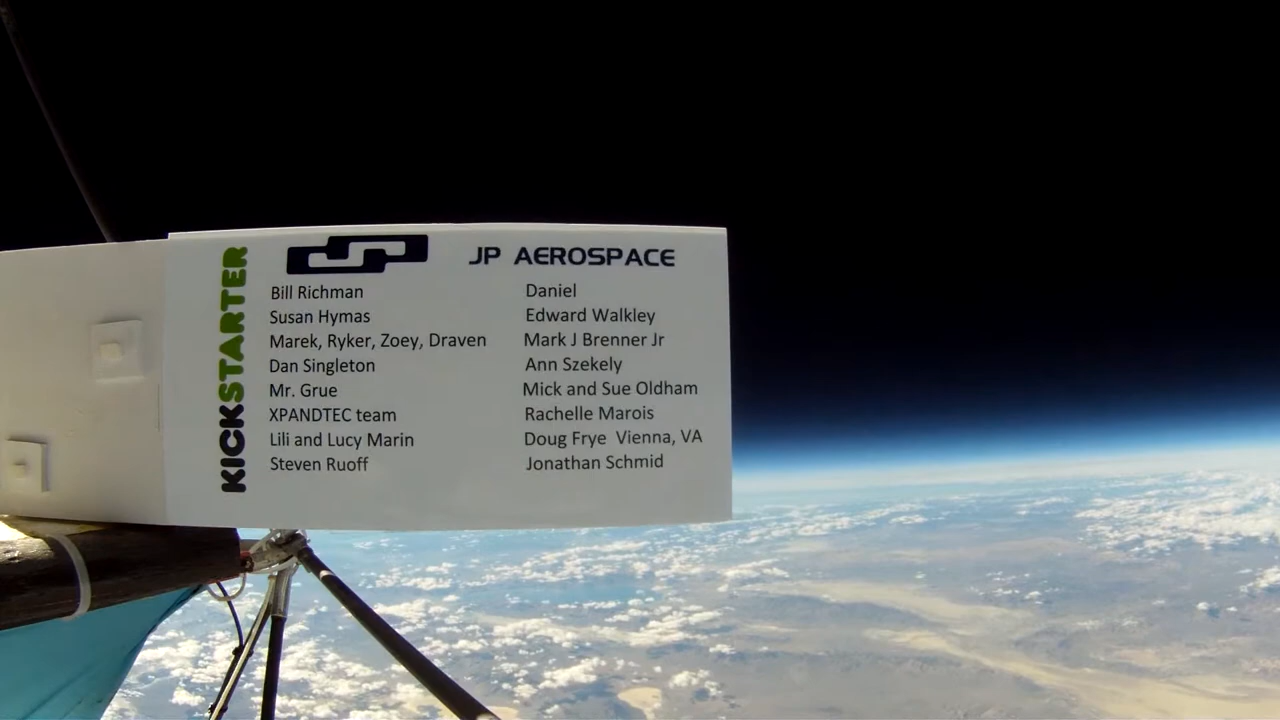 KICKSTARTER
JP JP AEROSPACE
Bill Richman
Susan Hymas
Marek, Ryker, Zoey, Draven
Dan Singleton
Mr. Grue
XPANDTEC team
Lili and Lucy Marin
Steven Ruoff
Daniel
Edward Walkley
Mark J Brenner Jr
Ann Szekely
Mick and Sue Oldham
Rachelle Marois
Doug Frye  Vienna, VA
Jonathan Schmid